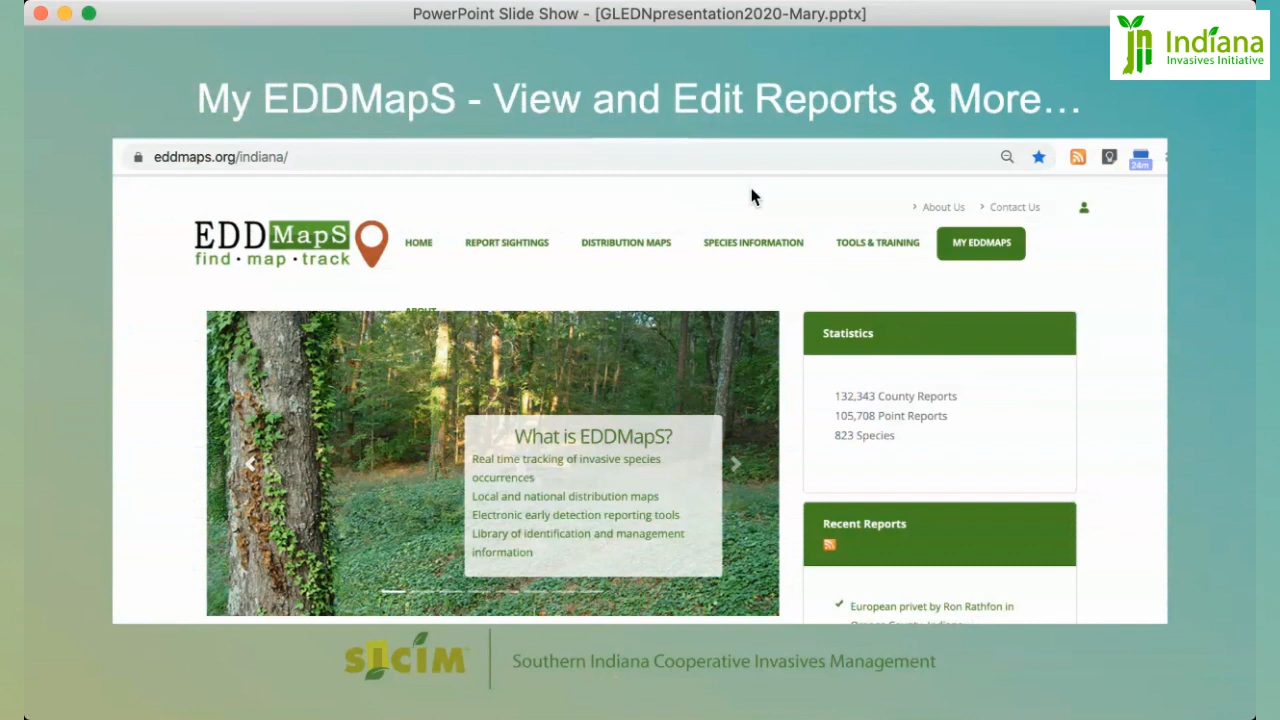 PowerPoint Slide Show - [GLEDNpresentation2020-Mary.pptx]
Indiana
Invasives Initiative
My EDDMapS - View and Edit Reports & More…
eddmaps.org/indiana/
24m
About Us
Contact Us
EDDMapS
find·map·track
HOME
REPORT SIGHTINGS
DISTRIBUTION MAPS
SPECIES INFORMATION
TOOLS & TRAINING
MY EDDMAPS
ABOUT
What is EDDMapS?
Real time tracking of invasive species
occurrences
Local and national distribution maps
Electronic early detection reporting tools
Library of identification and management
information
Statistics
132,343 County Reports
105,708 Point Reports
823 Species
Recent Reports
European privet by Ron Rathfon in
SICIM
Southern Indiana Cooperative Invasives Management